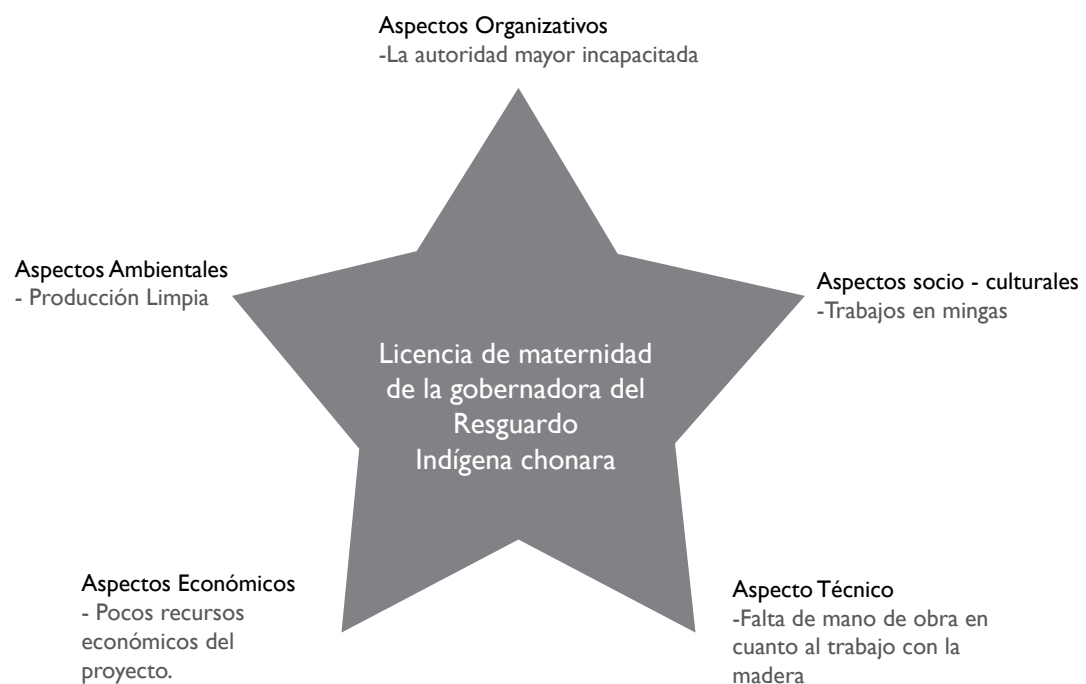 Aspectos Organizativos
-La autoridad mayor incapacitada
Aspectos Ambientales
- Producción Limpia
Aspectos socio - culturales
-Trabajos en mingas
Licencia de maternidad
de la gobernadora del
Resguardo
Indígena chonara
Aspectos Económicos
- Pocos recursos
económicos del
proyecto.
Aspecto Técnico
-Falta de mano de obra en
cuanto al trabajo con la
madera